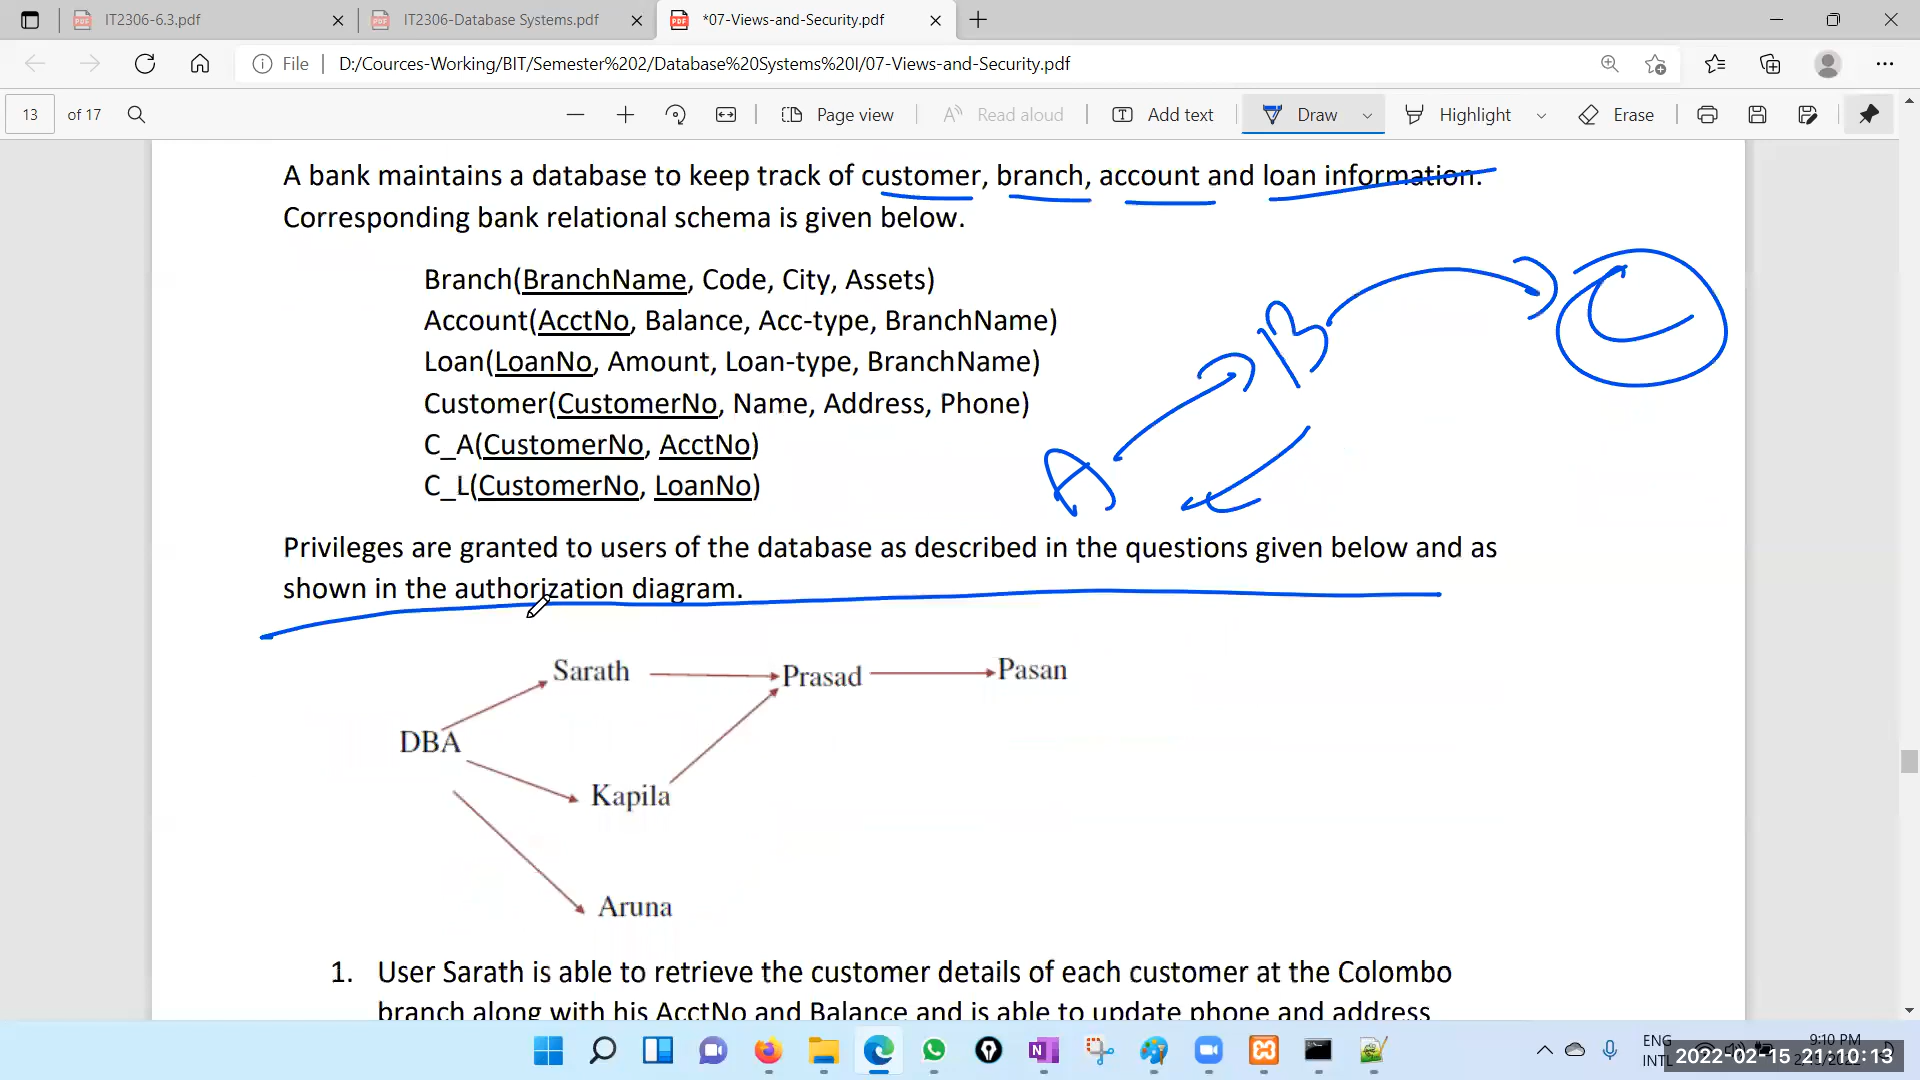 IT2306-6.3.pdf
IT2306-Database Systems.pdf
*07-Views-and-Security.pdf
File
D:/Cources-Working/BIT/Semester%202/Database%20Systems%20I/07-Views-and-Security.pdf
13 of 17
Page view
Read aloud
Add text
Draw
Highlight
Erase
A bank maintains a database to keep track of customer, branch, account and loan information.
Corresponding bank relational schema is given below.
Branch(BranchName, Code, City, Assets)
Account(AcctNo, Balance, Acc-type, BranchName)
Loan(LoanNo, Amount, Loan-type, BranchName)
Customer(CustomerNo, Name, Address, Phone)
C_A(CustomerNo, AcctNo)
C_L(CustomerNo, LoanNo)
A
B
C
Privileges are granted to users of the database as described in the questions given below and as
shown in the authorization diagram.
Sarath
Prasad
Pasan
DBA
Kapila
Aruna
1. User Sarath is able to retrieve the customer details of each customer at the Colombo
branch along with his AcctNo and Balance and is able to update phone and address
ENG
INTL
9:10 PM
2022-02-15 21:10:13